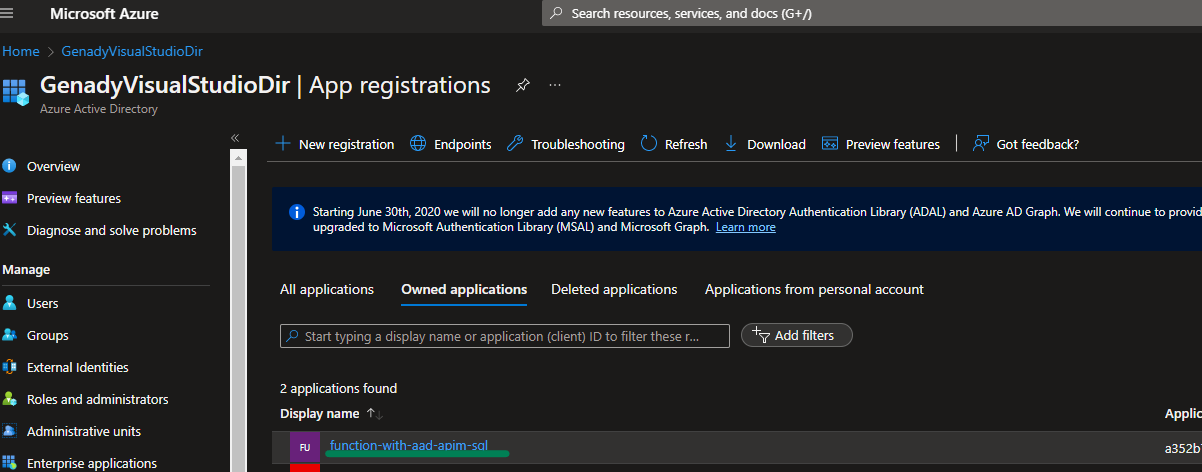 Microsoft Azure
Search resources, services, and docs (G+/)
Home > GenadyVisualStudioDir
GenadyVisualStudioDir | App registrations
Azure Active Directory
Overview
Preview features
Diagnose and solve problems
Manage
Users
Groups
External Identities
Roles and administrators
Administrative units
Enterprise applications
New registration
Endpoints
Troubleshooting
Refresh
Download
Preview features
Got feedback?
Starting June 30th, 2020 we will no longer add any new features to Azure Active Directory Authentication Library (ADAL) and Azure AD Graph. We will continue to provid
upgraded to Microsoft Authentication Library (MSAL) and Microsoft Graph. Learn more
All applications
Owned applications
Deleted applications
Applications from personal account
Start typing a display name or application (client) ID to filter these r...
Add filters
2 applications found
Display name
Applic
FU
function-with-aad-apim-sql
a352b